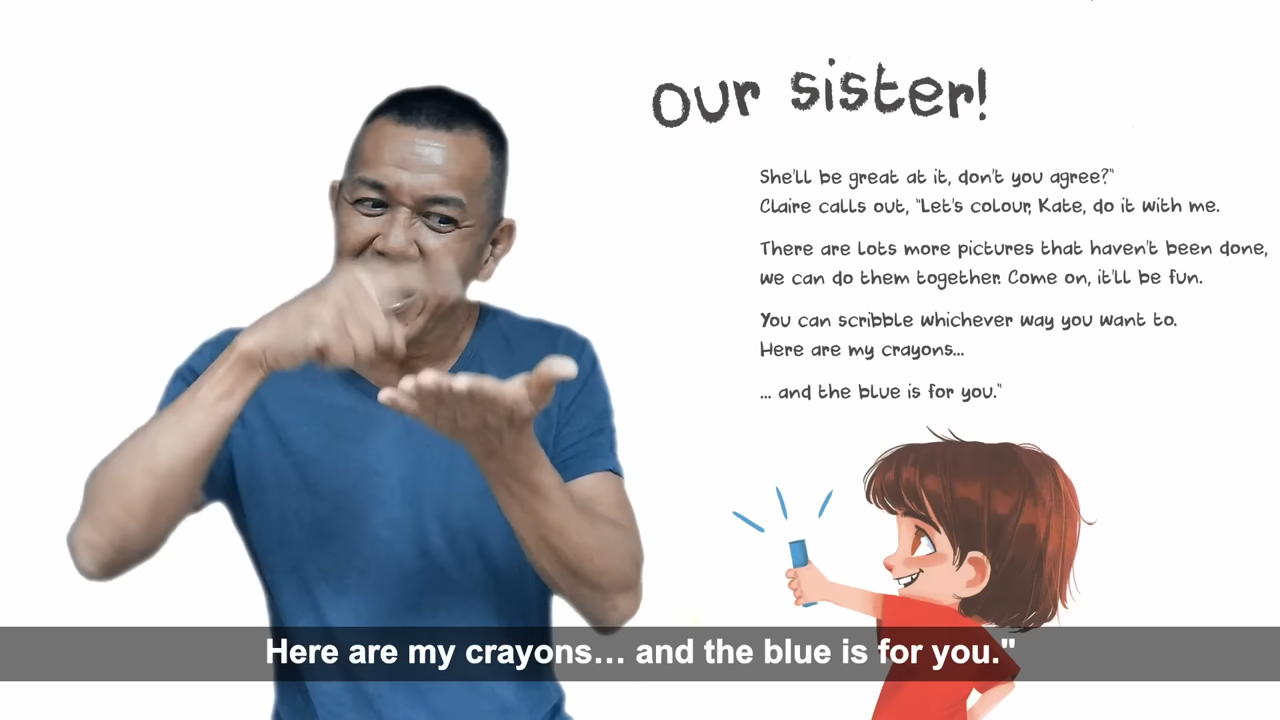 our sister!
She'll be great at it, don't you agree?"
Claire calls out, "Let's colour, Kate, do it with me.
There are lots more pictures that haven't been done,
we can do them together. Come on, it'll be fun.
You can scribble whichever way you want to.
Here are my crayons...
... and the blue is for you."
Here are my crayons... and the blue is for you."